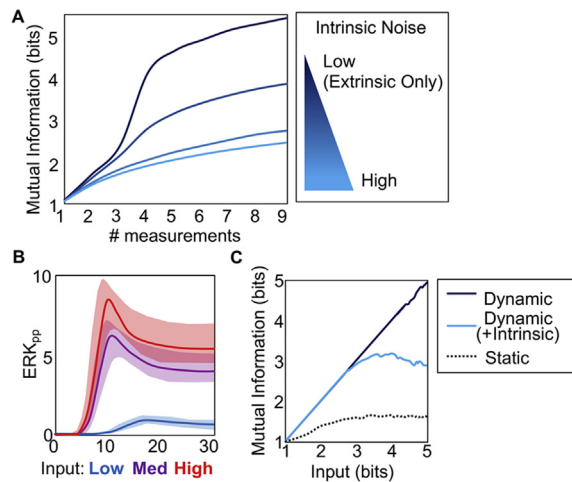 A
Mutual Information (bits)
5
4
3
2
1
1 2 3 4 5 6 7 8 9
# measurements
Intrinsic Noise
Low
(Extrinsic Only)
High
B
ERKpp
10
5
0
0 10 20 30
Input: Low Med High
C
Mutual Information (bits)
5
4
3
2
1
1 2 3 4 5
Input (bits)
Dynamic
Dynamic
(+Intrinsic)
Static